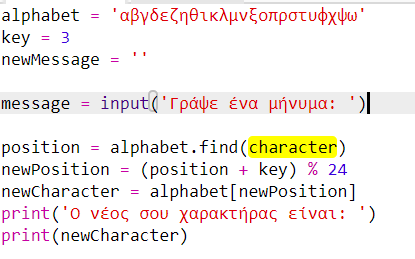 alphabet = 'αβγδεζηθικλμνξοπρστυφχψω'
key = 3
newMessage = ''
message = input('Γράψε ένα μήνυμα: ')
position = alphabet.find(character)
newPosition = (position + key) % 24
newCharacter = alphabet[newPosition]
print('Ο νέος σου χαρακτήρας είναι: ')
print(newCharacter)